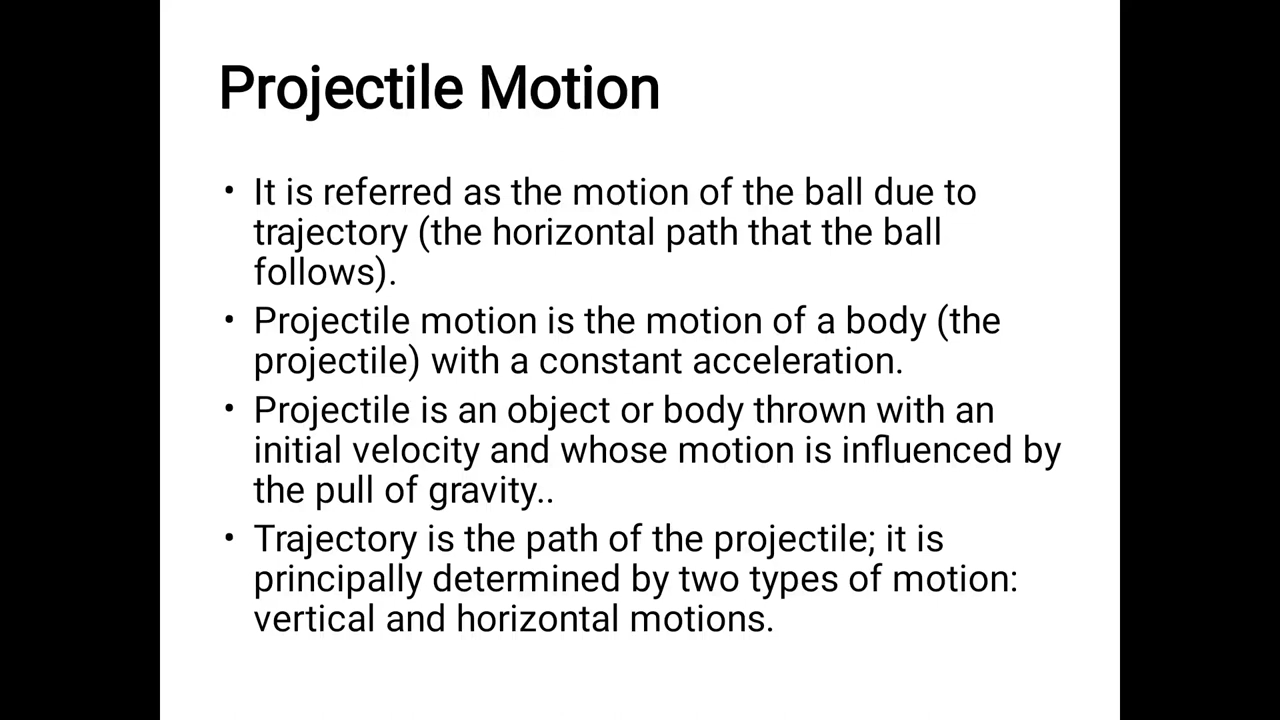 Projectile Motion
• It is referred as the motion of the ball due to
trajectory (the horizontal path that the ball
follows).
• Projectile motion is the motion of a body (the
projectile) with a constant acceleration.
• Projectile is an object or body thrown with an
initial velocity and whose motion is influenced by
the pull of gravity..
• Trajectory is the path of the projectile; it is
principally determined by two types of motion:
vertical and horizontal motions.